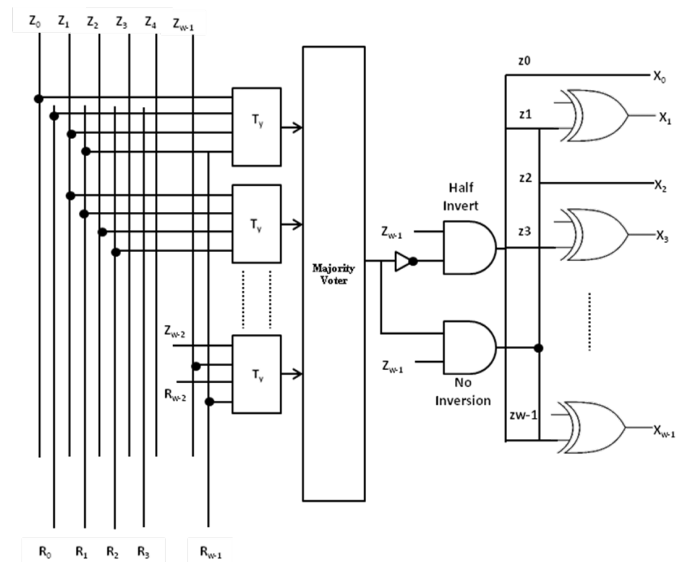 Z0 Z1 Z2 Z3 Z4 Zw-1
Ty
Ty
Zw-2
Rw-2
Ty
Majority
Voter
Half
Invert
Zw-1
Zw-1
No
Inversion
z0
X0
z1
X1
z2
X2
z3
X3
zw-1
Xw-1
R0 R1 R2 R3 Rw-1